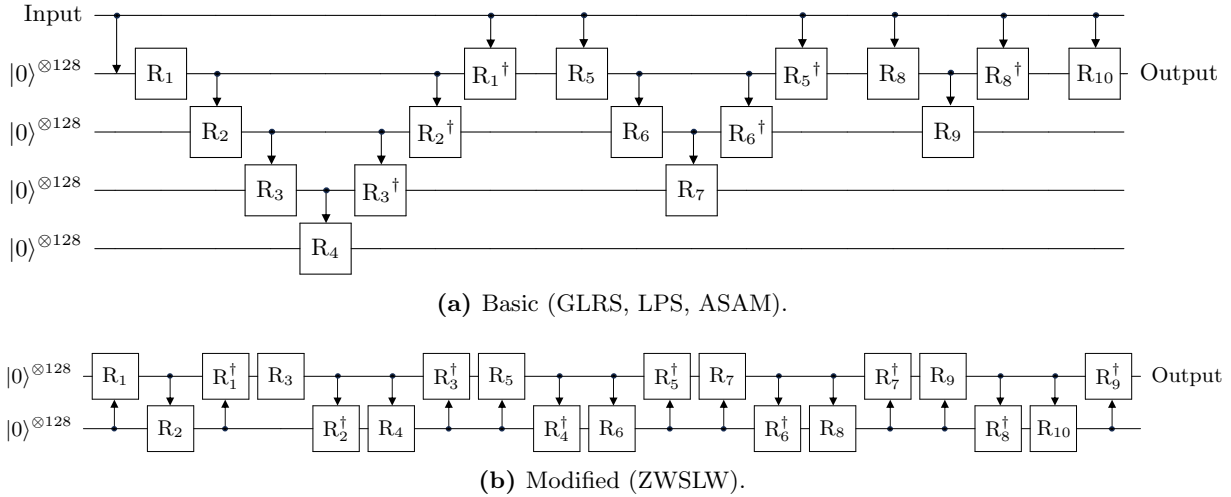 Input
|0⟩⊗128 R₁ R₁† R₅ R₅† R₈ R₈† R₁₀ Output
|0⟩⊗128 R₂ R₂† R₆ R₆† R₉
|0⟩⊗128 R₃ R₃† R₇
|0⟩⊗128 R₄
(a) Basic (GLRS, LPS, ASAM).
|0⟩⊗128 R₁ R₁† R₃ R₃† R₅ R₅† R₇ R₇† R₉ R₉† Output
|0⟩⊗128 R₂ R₂† R₄ R₄† R₆ R₆† R₈ R₈† R₁₀
(b) Modified (ZWSLW).